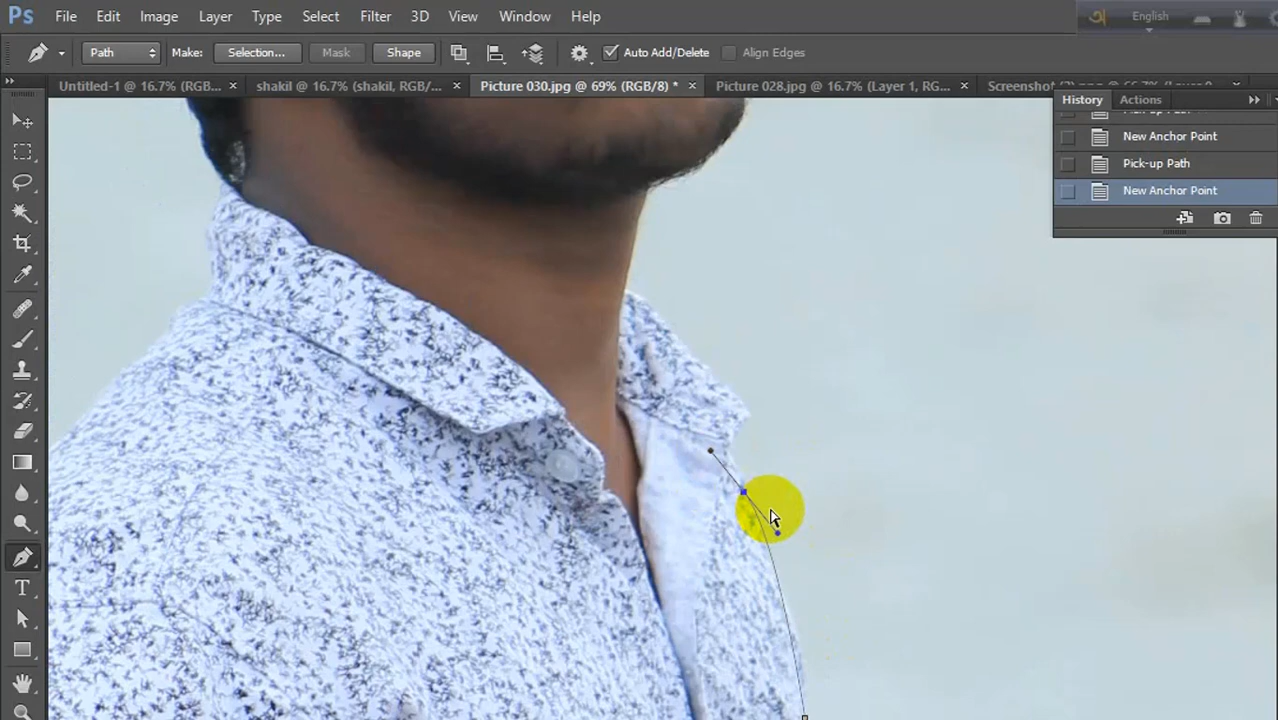 Ps File Edit Image Layer Type Select Filter 3D View Window Help
English
Path Make: Selection... Mask Shape Auto Add/Delete Align Edges
Untitled-1 @ 16.7% (RGB... × shakil @ 16.7% (shakil, RGB/... × Picture 030.jpg @ 69% (RGB/8) * × Picture 028.jpg @ 16.7% (Layer 1, RG... ×
History Actions
New Anchor Point
Pick-up Path
New Anchor Point
T